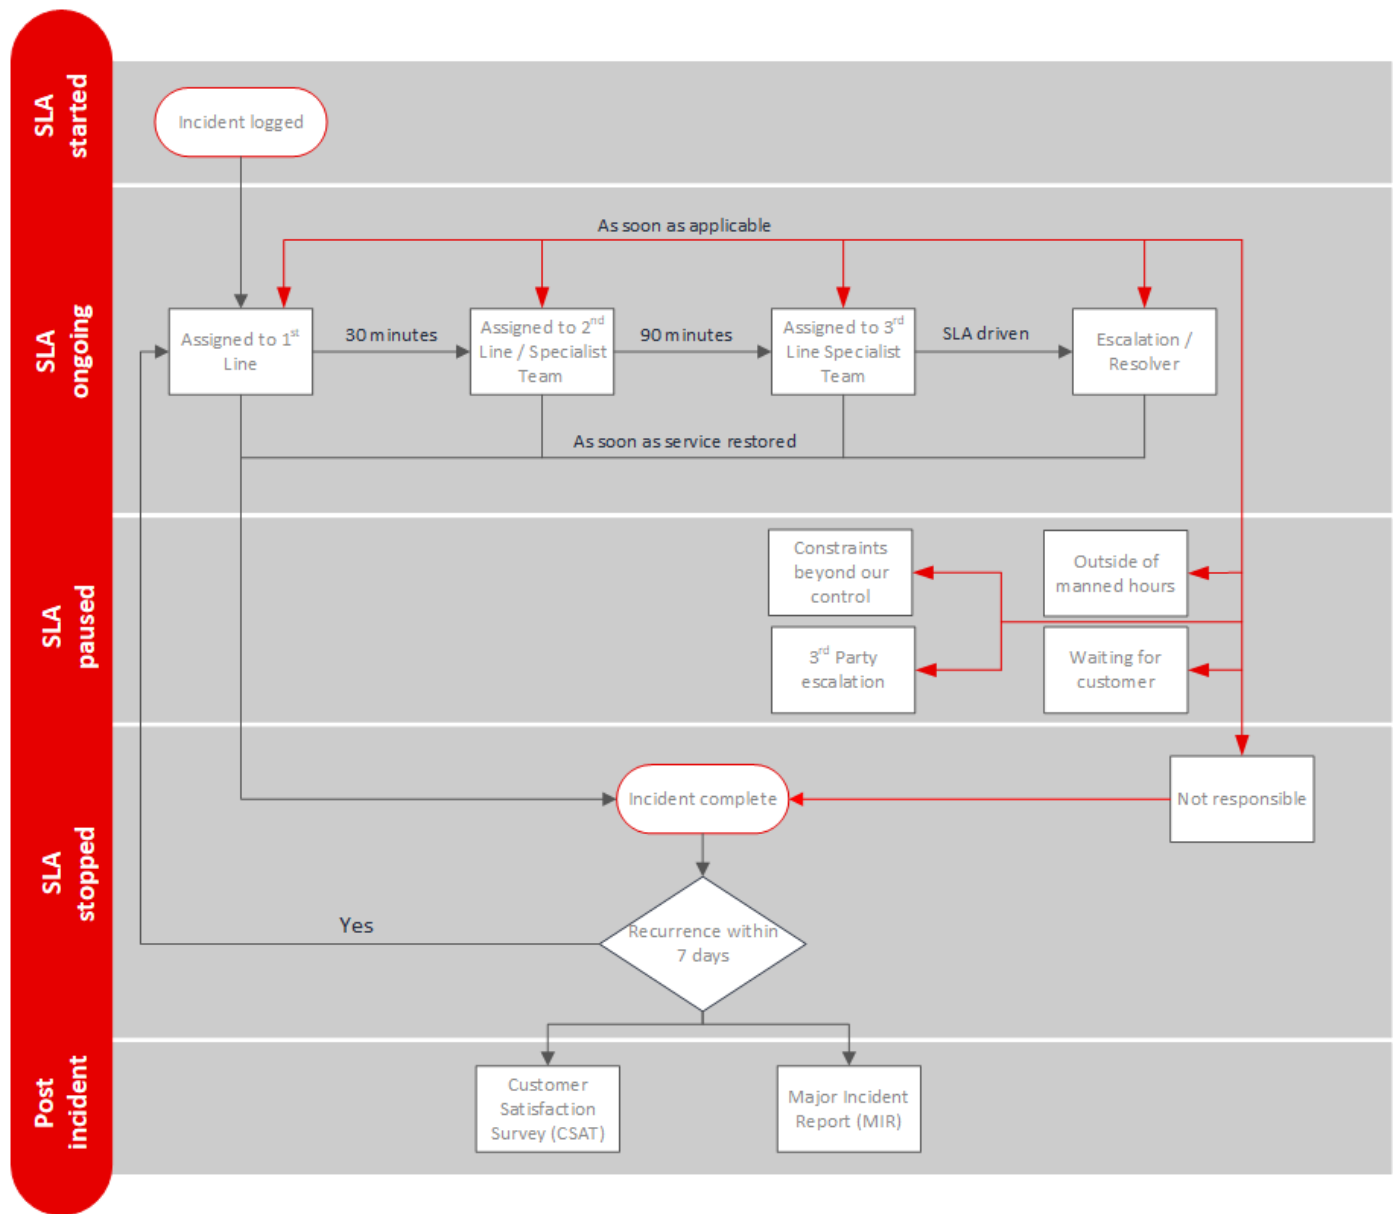 SLA
started
Incident logged
SLA
ongoing
As soon as applicable
Assigned to 1st
Line
30 minutes
Assigned to 2nd
Line / Specialist
Team
90 minutes
Assigned to 3rd
Line Specialist
Team
SLA driven
Escalation /
Resolver
As soon as service restored
SLA
paused
Constraints
beyond our
control
Outside of
manned hours
3rd Party
escalation
Waiting for
customer
SLA
stopped
Incident complete
Not responsible
Yes
Recurrence within
7 days
Post
incident
Customer
Satisfaction
Survey (CSAT)
Major Incident
Report (MIR)